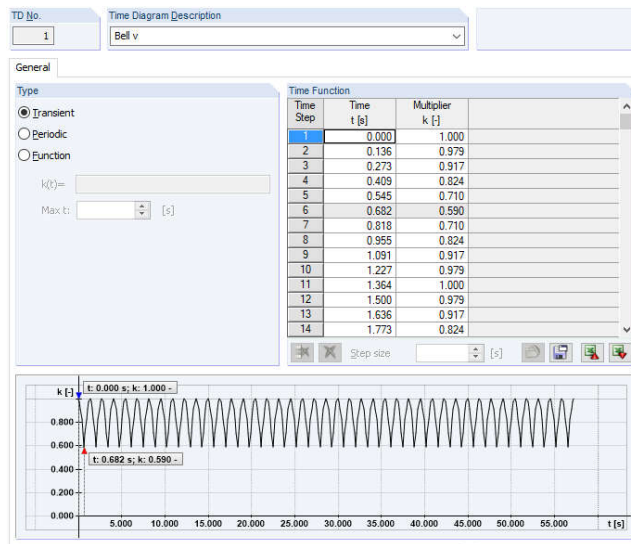 TD No.
Time Diagram Description
1
Bell v
General
Type
Transient
Periodic
Function
k(t)=
Max t:
[s]
Time Function
Time Step
Time t [s]
Multiplier k [-]
1 0.000 1.000
2 0.136 0.979
3 0.273 0.917
4 0.409 0.824
5 0.545 0.710
6 0.682 0.590
7 0.818 0.710
8 0.955 0.824
9 1.091 0.917
10 1.227 0.979
11 1.364 1.000
12 1.500 0.979
13 1.636 0.917
14 1.773 0.824
Step size
[s]
k [-]
t: 0.000 s; k: 1.000 -
0.800
0.600
t: 0.682 s; k: 0.590 -
0.400
0.200
0.000
5.000 10.000 15.000 20.000 25.000 30.000 35.000 40.000 45.000 50.000 55.000 t [s]